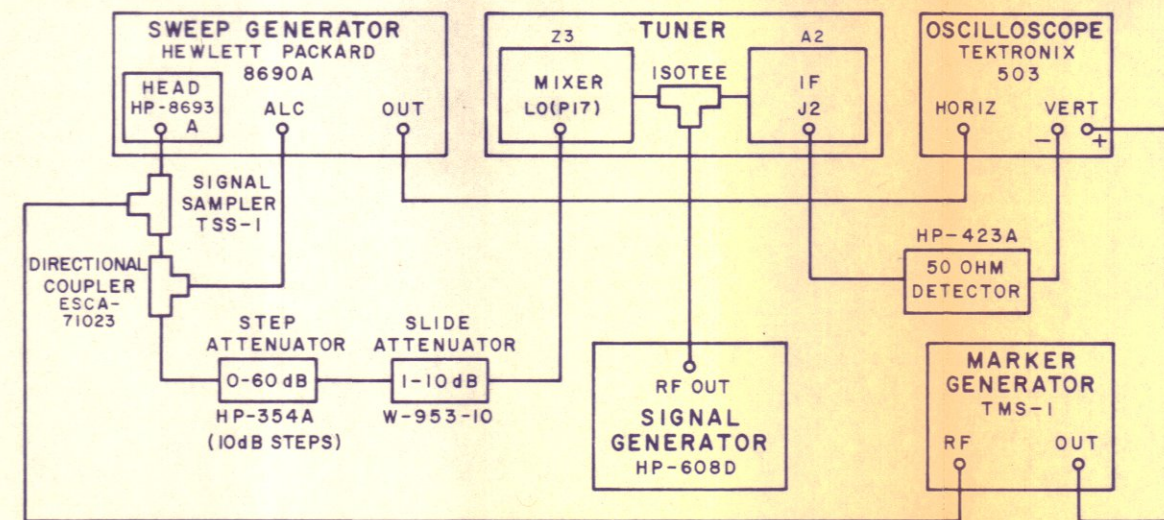 SWEEP GENERATOR
HEWLETT PACKARD
8690A
HEAD
HP-8693
A
ALC
OUT
SIGNAL
SAMPLER
TSS-1
DIRECTIONAL
COUPLER
ESCA-
71023
STEP
ATTENUATOR
0-60 dB
HP-354A
(10dB STEPS)
SLIDE
ATTENUATOR
1-10 dB
W-953-10
TUNER
Z3
MIXER
LO(P17)
ISOTEE
A2
IF
J2
RF OUT
SIGNAL
GENERATOR
HP-608D
OSCILLOSCOPE
TEKTRONIX
503
HORIZ
VERT
- +
HP-423A
50 OHM
DETECTOR
MARKER
GENERATOR
TMS-1
RF
OUT